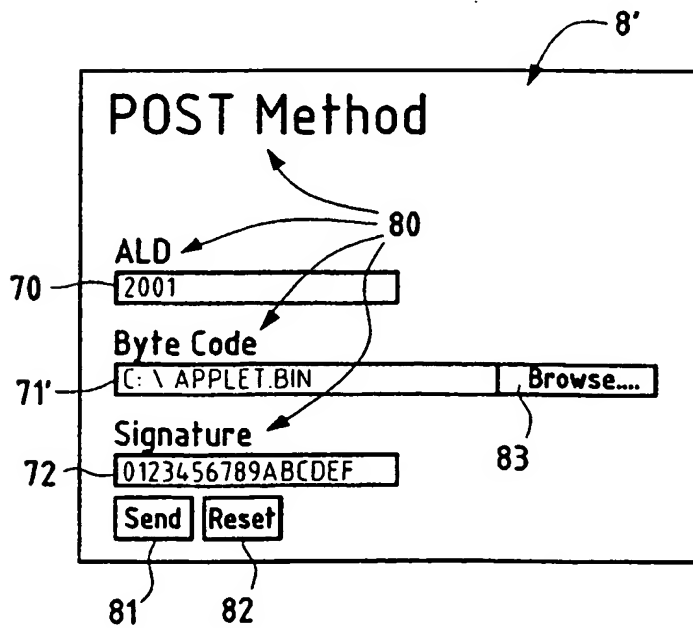 8'
POST Method
80
ALD
70
2001
Byte Code
71'
C: \ APPLET.BIN
Browse....
Signature
83
72
0123456789ABCDEF
Send
Reset
81
82